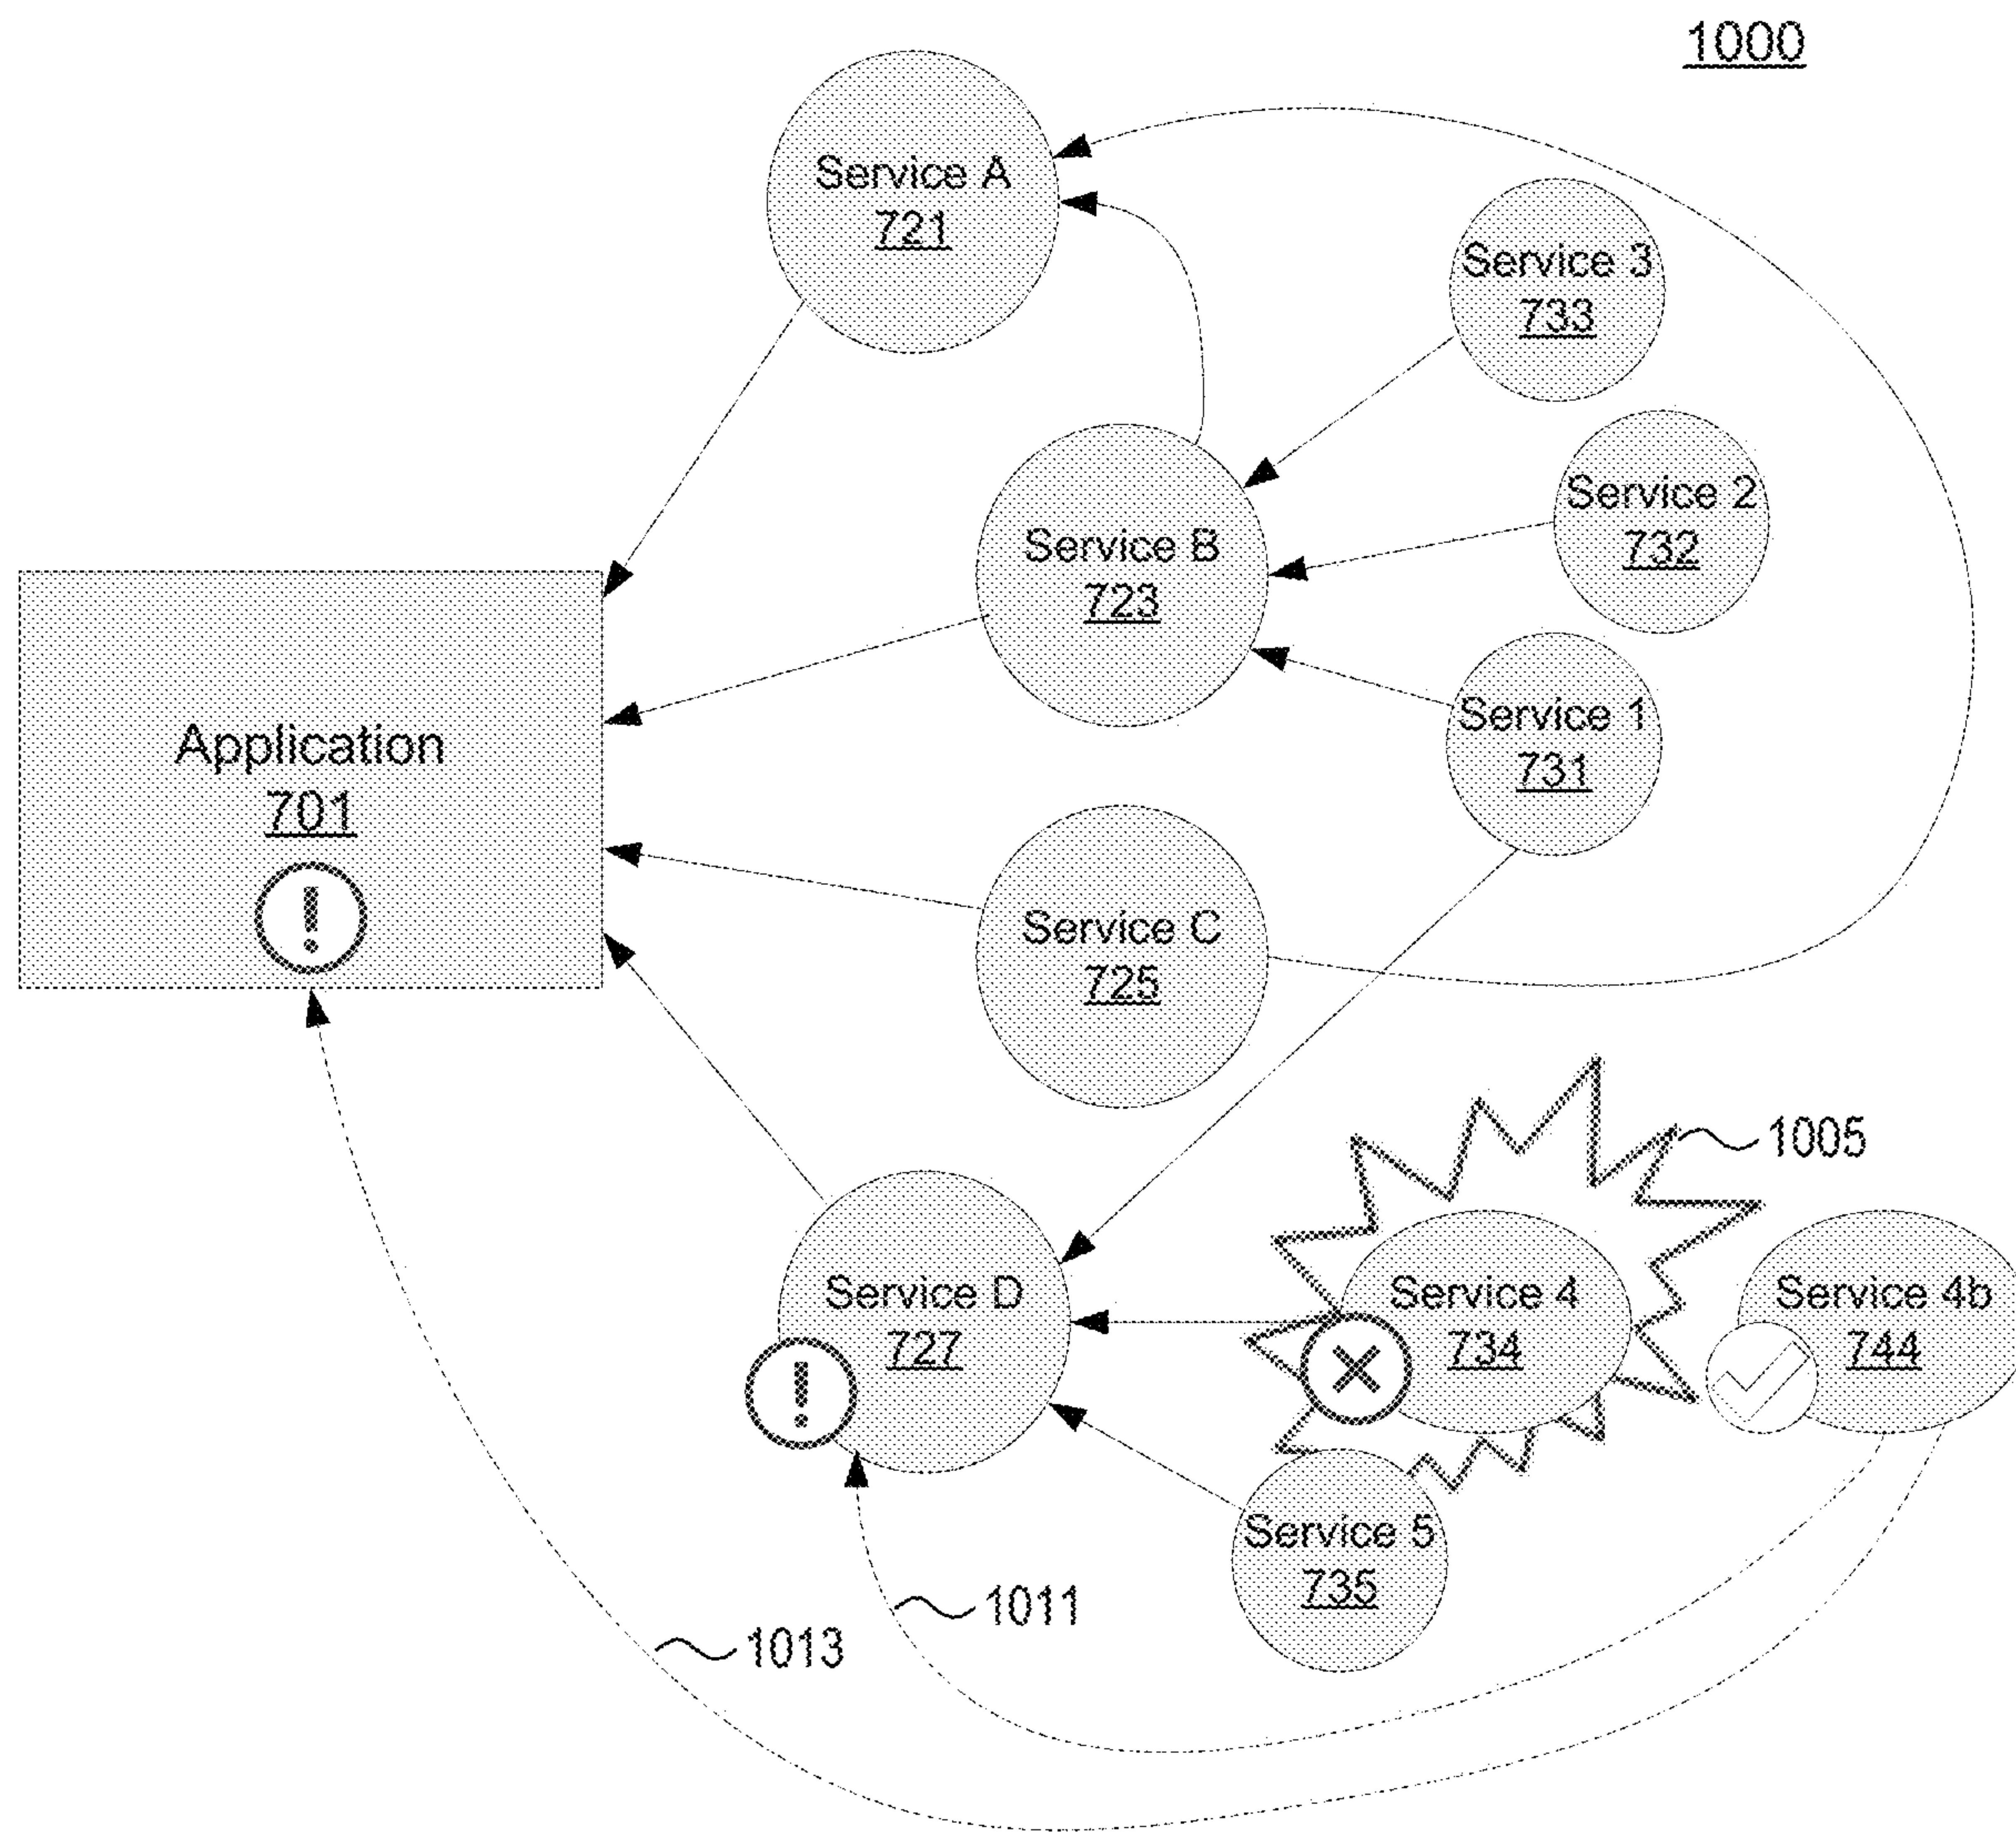 1000
Service A
721
Service 3
733
Service 2
732
Service B
723
Service 1
731
Application
701
!
Service C
725
1005
Service D
727
!
Service 4
734
Service 4b
744
Service 5
735
1011
1013